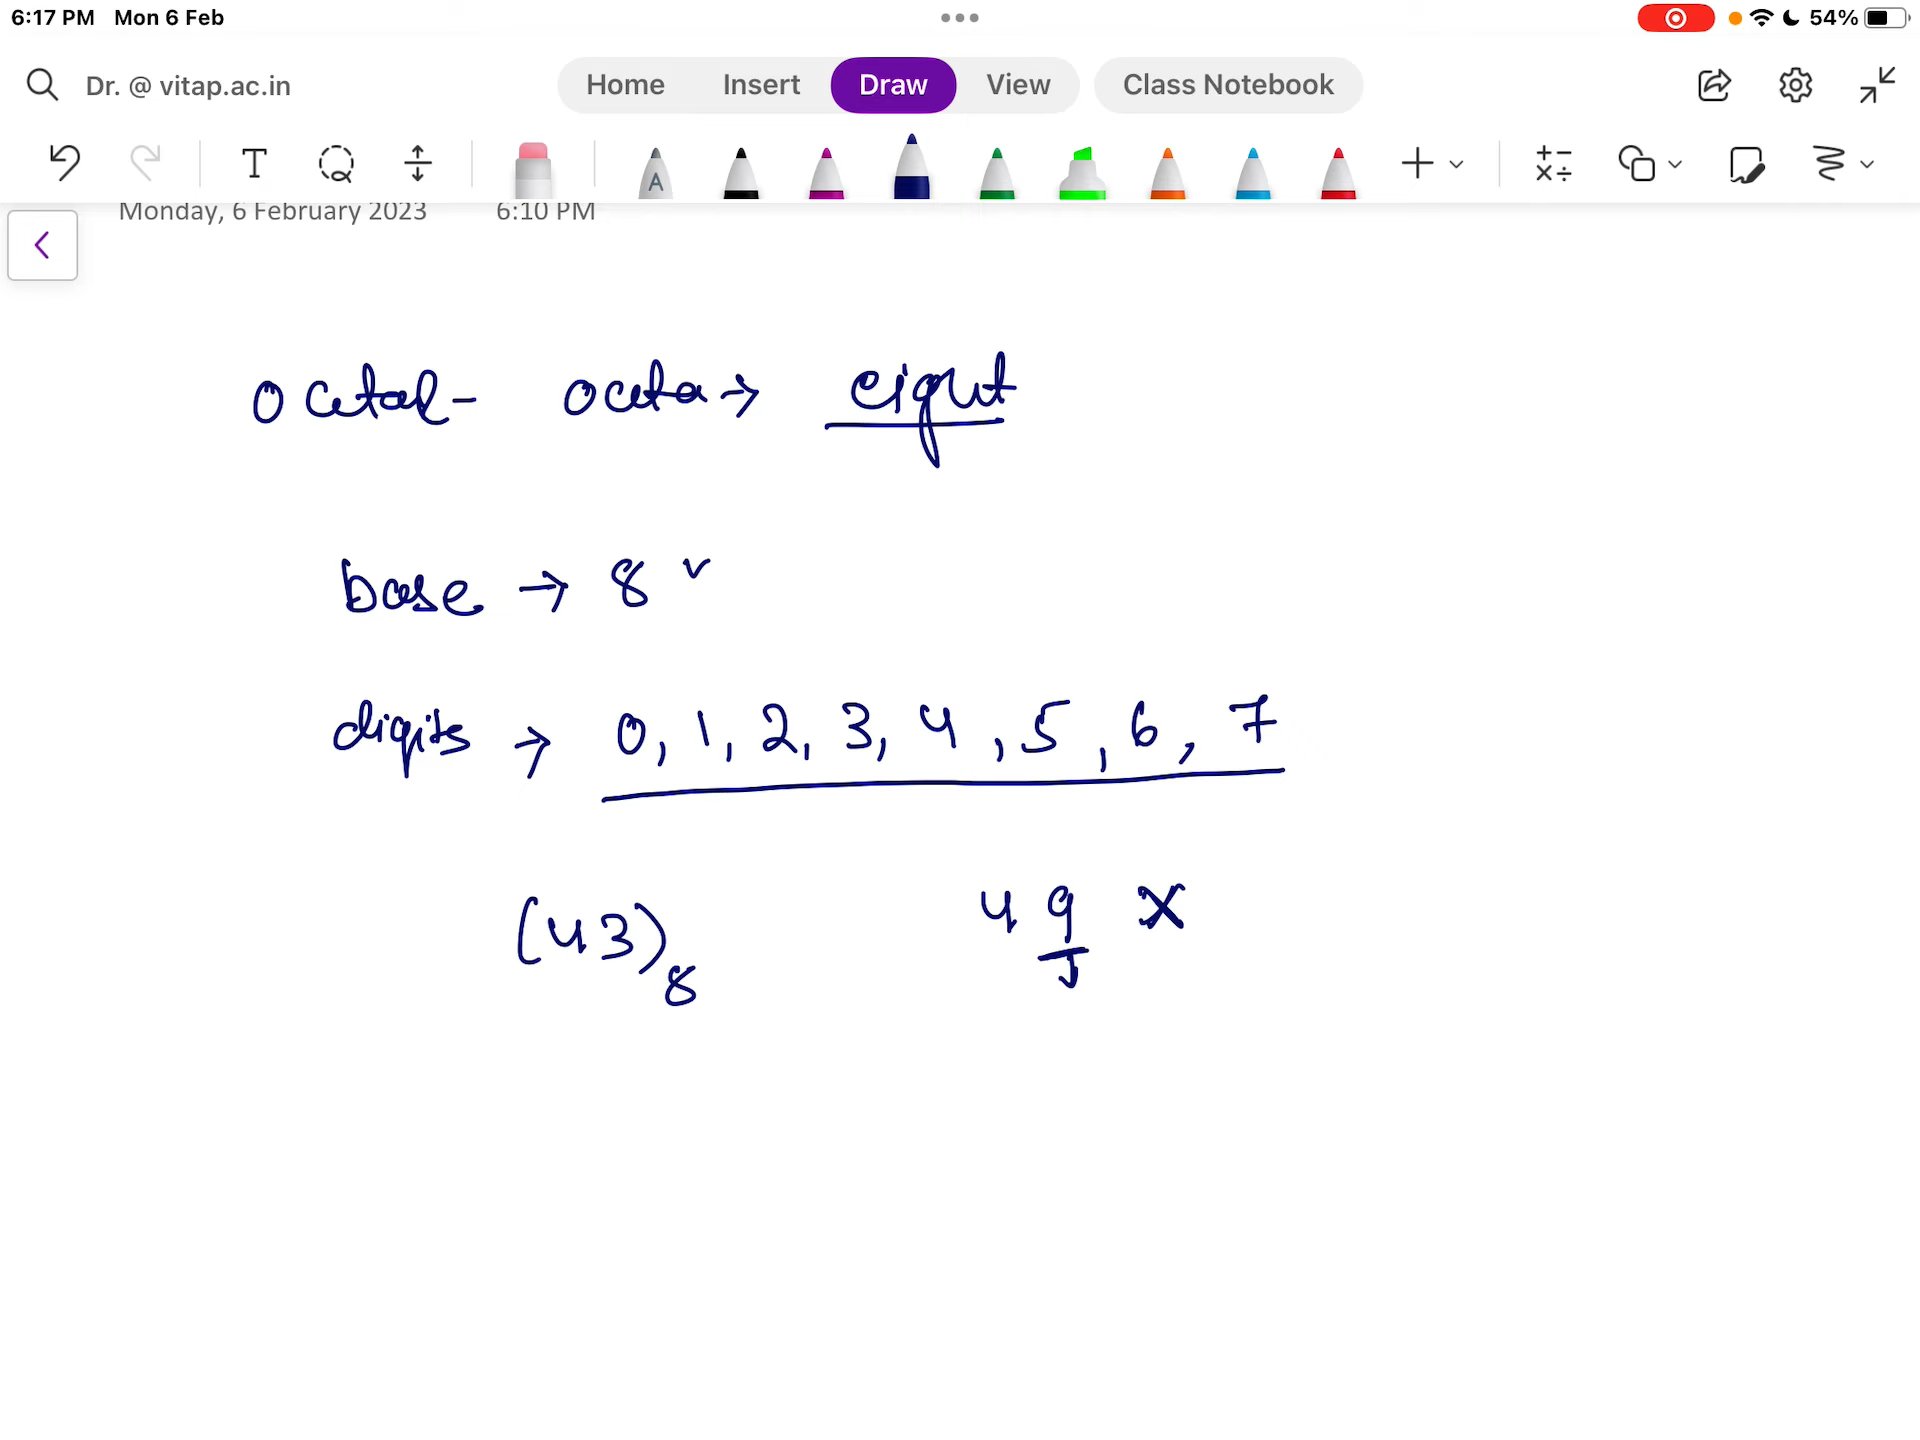 6:17 PM Mon 6 Feb 54%
Dr. @ vitap.ac.in Home Insert Draw View Class Notebook
T A
Monday, 6 February 2023 6:10 PM
octal - octa → eight
base → 8 ✓
digits → 0, 1, 2, 3, 4, 5, 6, 7
(43)₈ 49 X